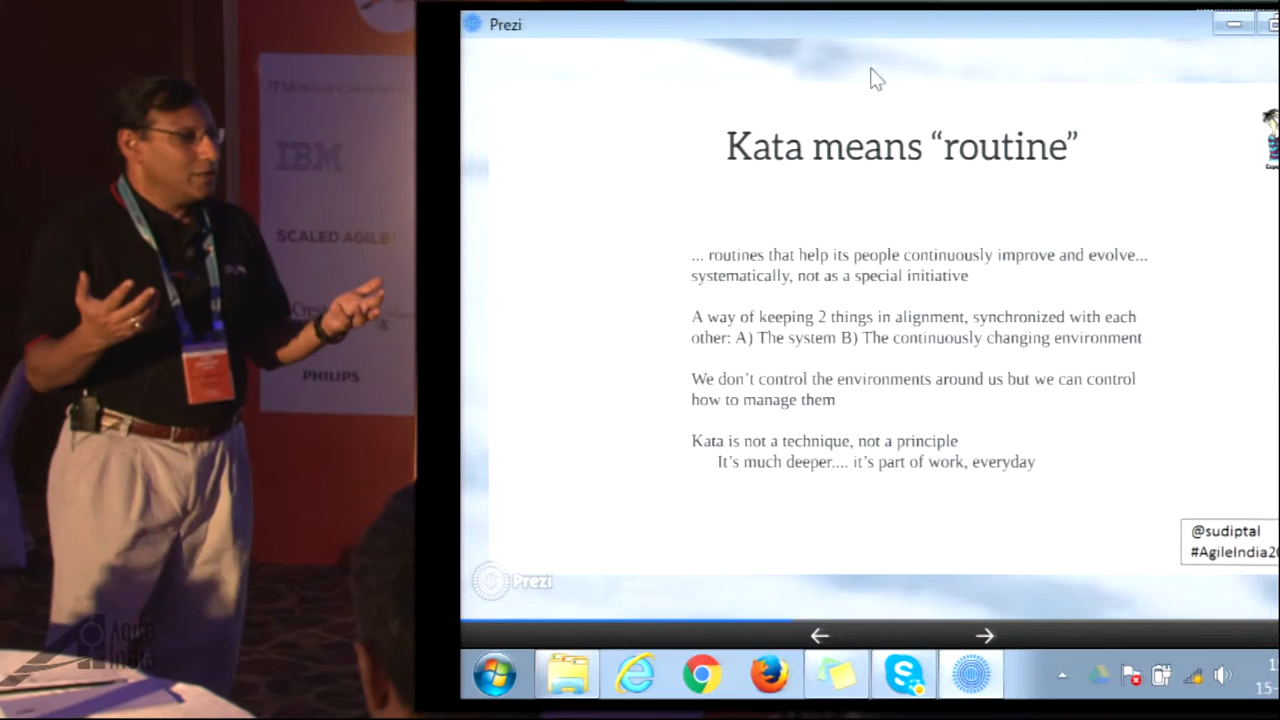 Prezi
Kata means “routine”
... routines that help its people continuously improve and evolve...
systematically, not as a special initiative
A way of keeping 2 things in alignment, synchronized with each
other: A) The system B) The continuously changing environment
We don’t control the environments around us but we can control
how to manage them
Kata is not a technique, not a principle
It’s much deeper.... it’s part of work, everyday
@sudiptal
#AgileIndia20
Prezi
IBM
SCALED AGILE
PHILIPS
Agile
India